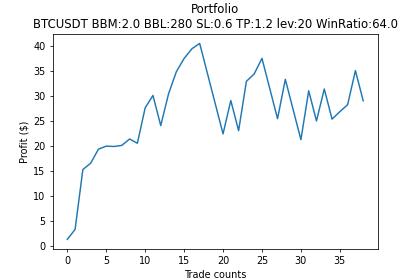 Portfolio
BTCUSDT BBM:2.0 BBL:280 SL:0.6 TP:1.2 lev:20 WinRatio:64.0
40
35
30
25
20
15
10
5
0
Profit ($)
0 5 10 15 20 25 30 35
Trade counts